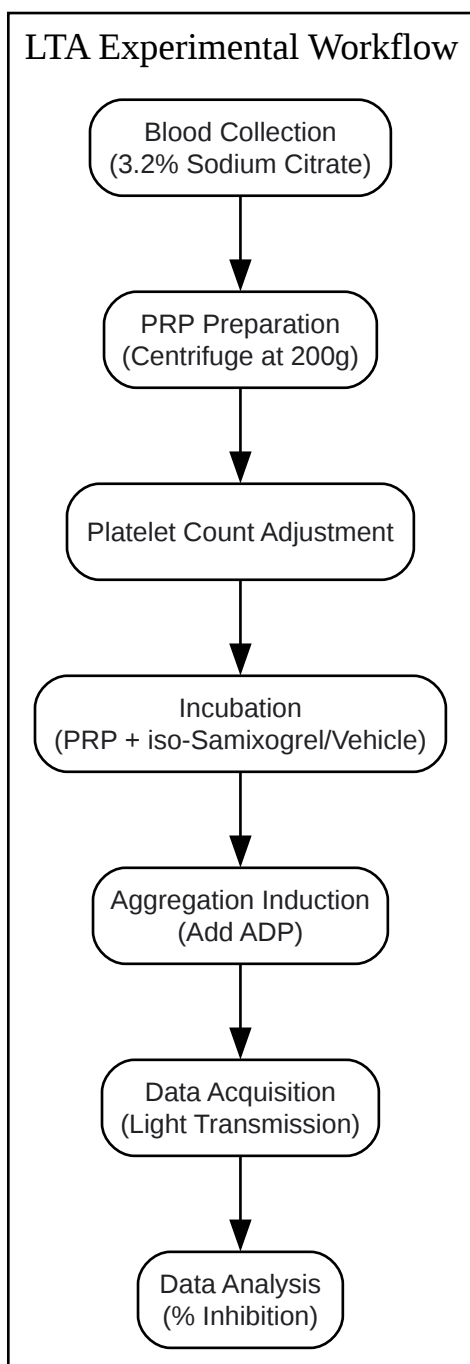 LTA Experimental Workflow
Blood Collection
(3.2% Sodium Citrate)
PRP Preparation
(Centrifuge at 200g)
Platelet Count Adjustment
Incubation
(PRP + iso-Samixogrel/Vehicle)
Aggregation Induction
(Add ADP)
Data Acquisition
(Light Transmission)
Data Analysis
(% Inhibition)